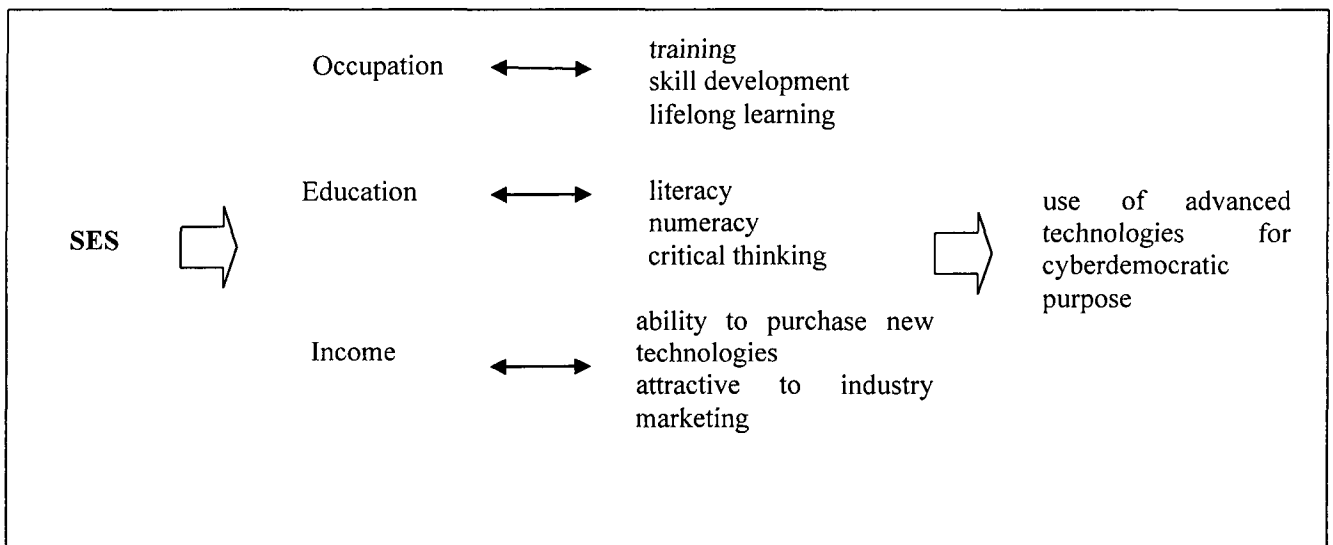 Occupation
training
skill development
lifelong learning
SES
Education
literacy
numeracy
critical thinking
Income
ability to purchase new
technologies
attractive to industry
marketing
use of advanced
technologies for
cyberdemocratic
purpose